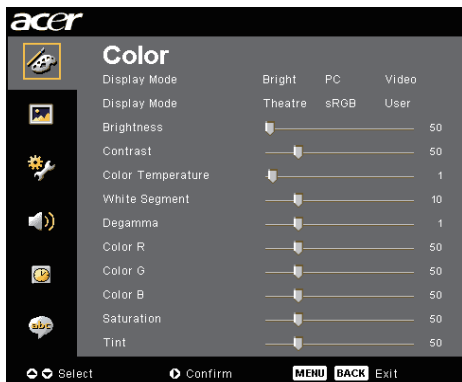 acer
Color
Display Mode Bright PC Video
Display Mode Theatre sRGB User
Brightness 50
Contrast 50
Color Temperature 1
White Segment 10
Degamma 1
Color R 50
Color G 50
Color B 50
Saturation 50
Tint 50
abc
Select Confirm MENU BACK Exit